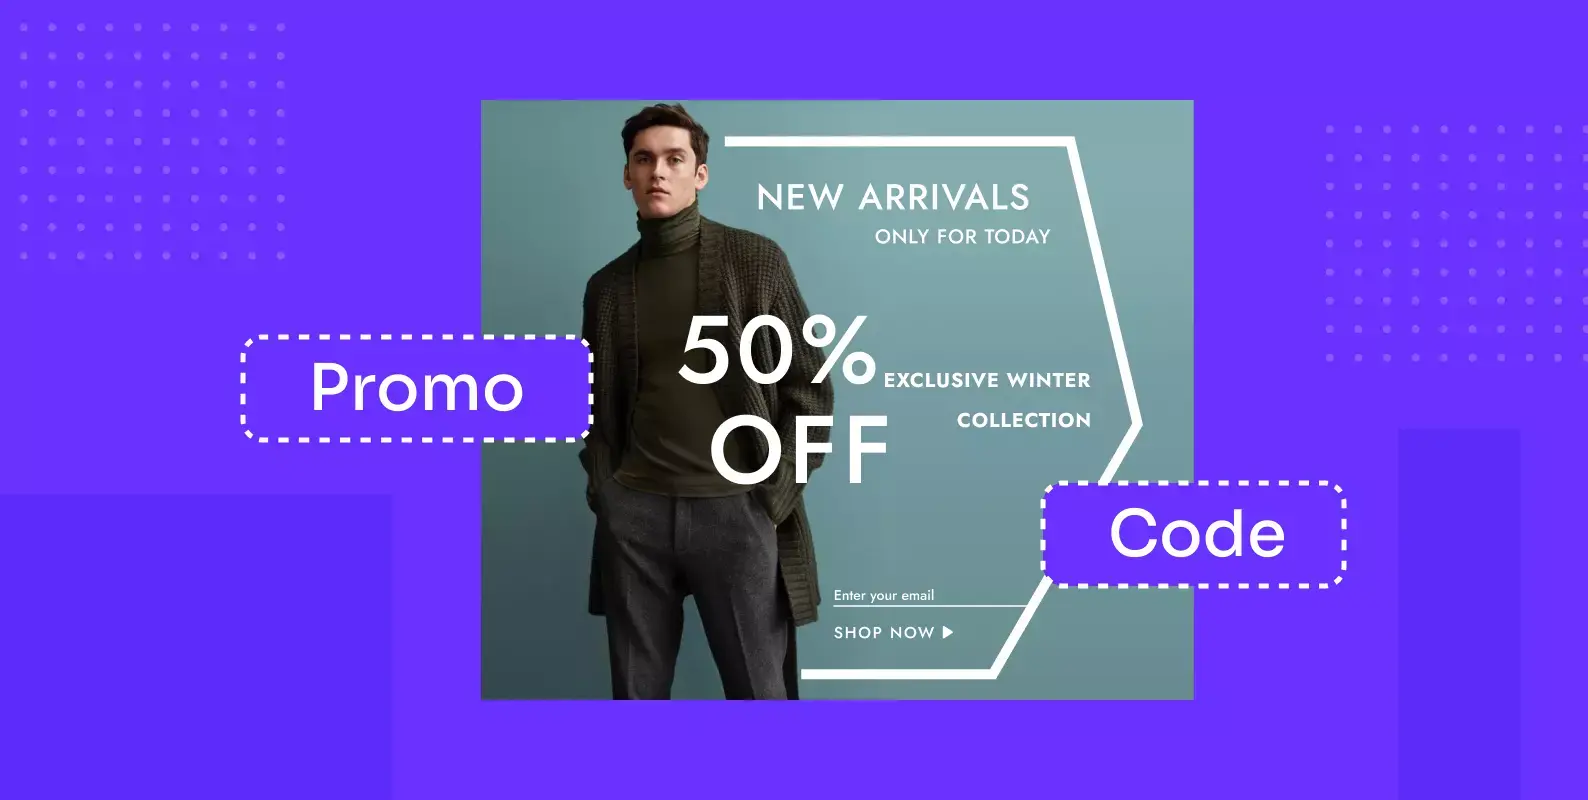 NEW ARRIVALS
ONLY FOR TODAY
50%
OFF
EXCLUSIVE WINTER
COLLECTION
Promo
Code
Enter your email
SHOP NOW